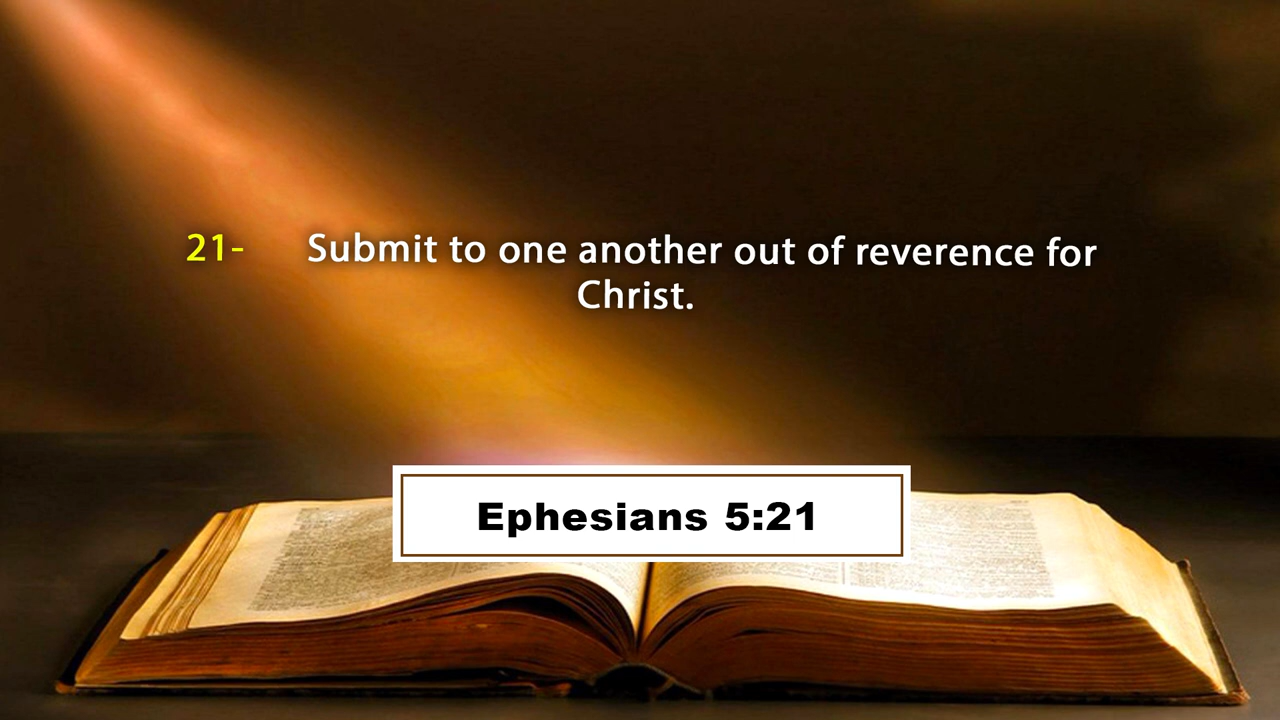 21- Submit to one another out of reverence for
Christ.
Ephesians 5:21